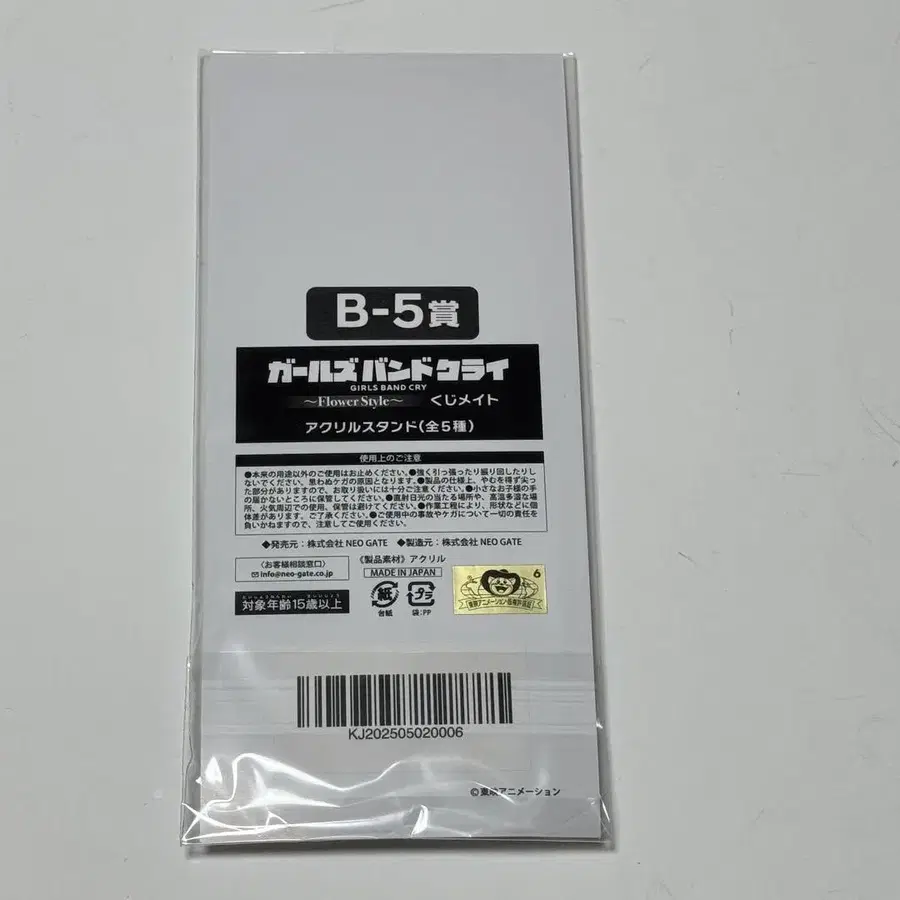 B-5賞
ガールズバンドクライ
GIRLS BAND CRY
～Flower Style～ くじメイト
アクリルスタンド(全5種)
使用上のご注意
●本来の用途以外のご使用はお止めください。●強く引っ張ったり振り回したりし
ないでください。思わぬケガの原因となります。●製品の仕様上、やむを得ず尖っ
た部分がありますので、お取り扱いには十分ご注意ください。●小さなお子様の手
の届かないところに保管してください。●直射日光の当たる場所や、高温多湿な場
所、火気周辺での使用、保管は避けてください。●作業工程により、形状などに個
体差があります。ご了承ください。●ご使用中の事故やケガについて一切の責任を
負いかねますので、注意してご使用ください。
◆発売元：株式会社 NEO GATE ◆製造元：株式会社 NEO GATE
〈お客様相談窓口〉
info@neo-gate.co.jp
《製品素材》アクリル
MADE IN JAPAN
対象年齢15歳以上
紙
台紙
プラ
袋:PP
6
東映アニメーション版権許諾証
KJ202505020006
©東映アニメーション